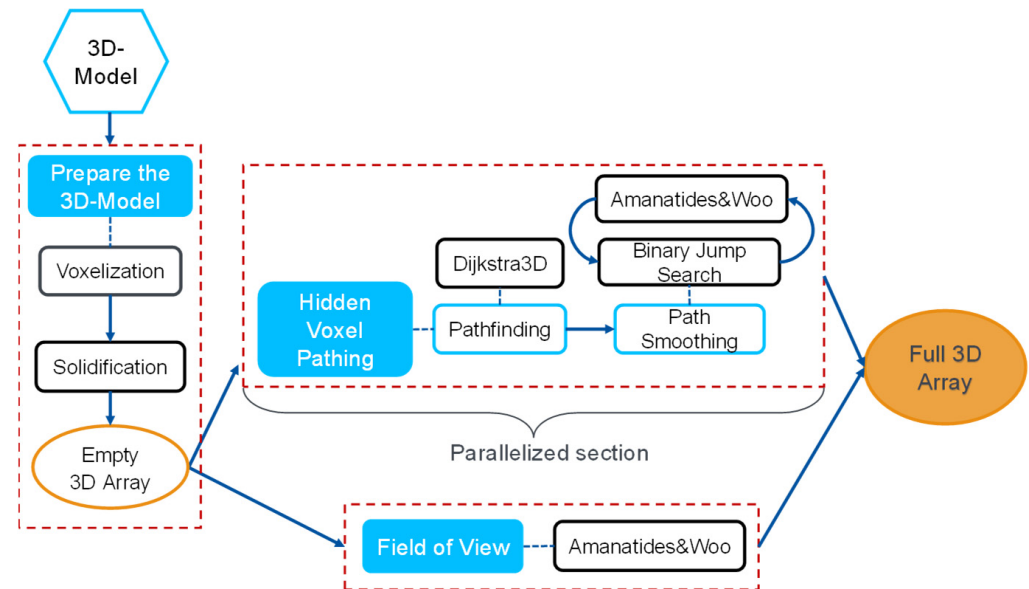 3D-
Model
Prepare the
3D-Model
Voxelization
Solidification
Empty
3D Array
Amanatides&Woo
Binary Jump
Search
Dijkstra3D
Hidden
Voxel
Pathing
Pathfinding
Path
Smoothing
Parallelized section
Field of View
Amanatides&Woo
Full 3D
Array